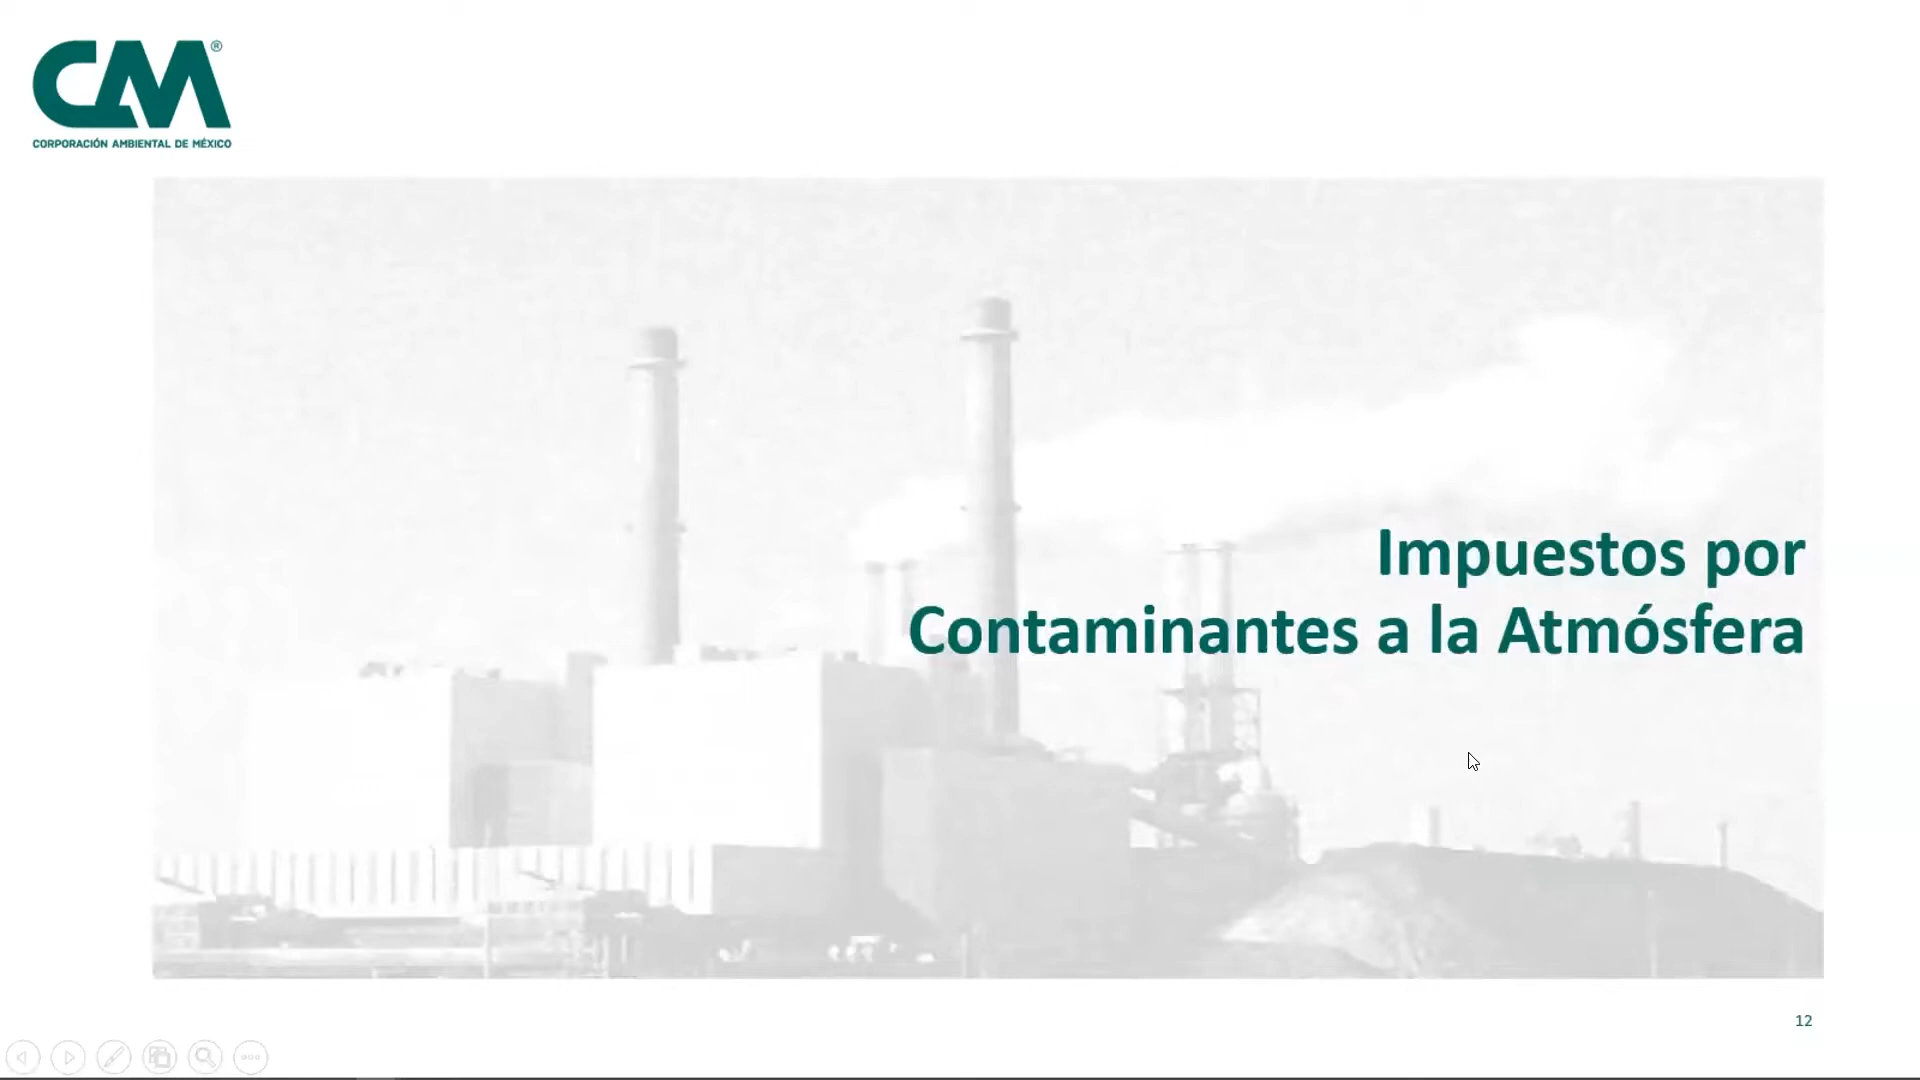 CAM®
CORPORACIÓN AMBIENTAL DE MÉXICO
Impuestos por
Contaminantes a la Atmósfera
12